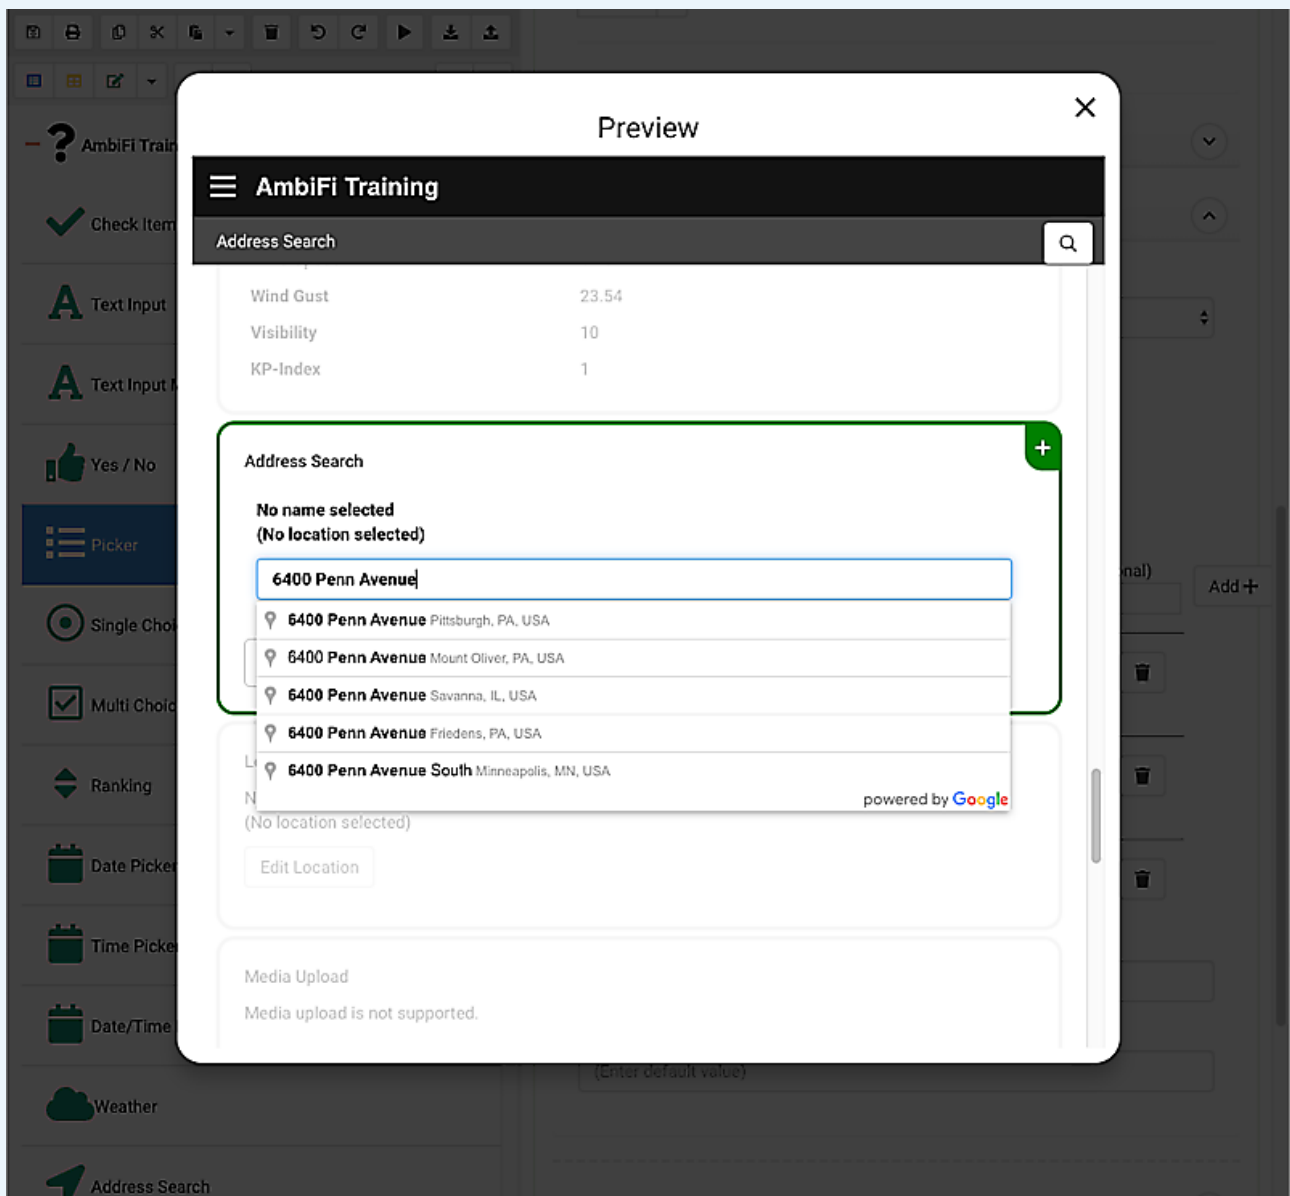 Preview
AmbiFi Training
Address Search
Wind Gust 23.54
Visibility 10
KP-Index 1
Address Search
No name selected
(No location selected)
6400 Penn Avenue
6400 Penn Avenue Pittsburgh, PA, USA
6400 Penn Avenue Mount Oliver, PA, USA
6400 Penn Avenue Savanna, IL, USA
6400 Penn Avenue Friedens, PA, USA
6400 Penn Avenue South Minneapolis, MN, USA
powered by Google
(No location selected)
Edit Location
Media Upload
Media upload is not supported.
AmbiFi Train
Check Item
Text Input
Text Input
Yes / No
Picker
Single Choi
Multi Choic
Ranking
Date Picker
Time Picke
Date/Time
Weather
Address Search
nal)
Add +
(Enter default value)